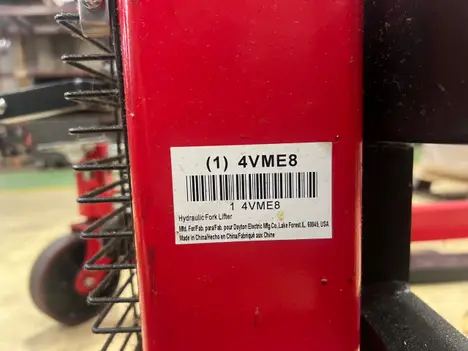 (1) 4VME8
1 4VME8
Hydraulic Fork Lifter
Mfd. For/Fab. para/Fab. pour Dayton Electric Mfg.Co.,Lake Forest,IL. 60045, USA
Made in China/Hecho en China/Fabriqué aux Chine